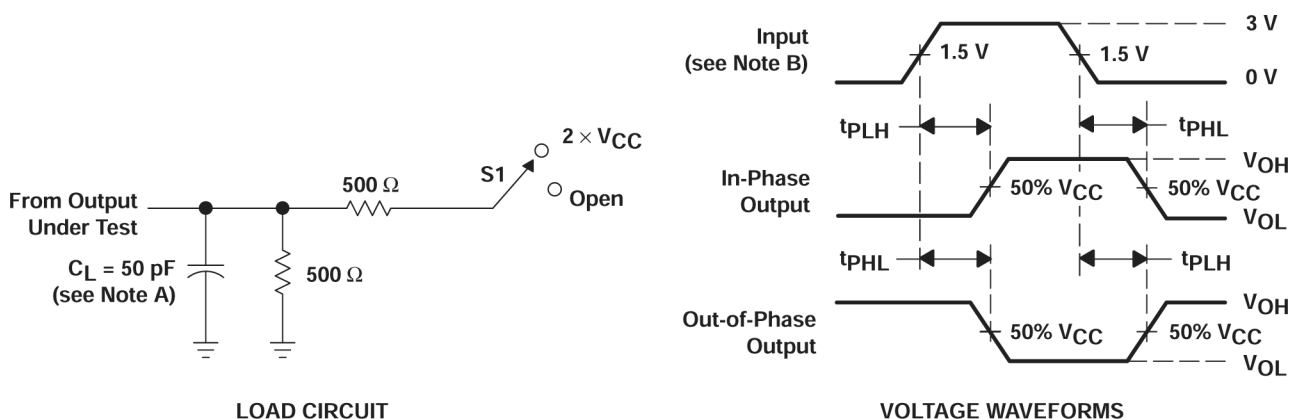 From Output
Under Test
CL = 50 pF
(see Note A)
500 Ω
500 Ω
S1
2 × VCC
Open
LOAD CIRCUIT
Input
(see Note B)
1.5 V
1.5 V
3 V
0 V
tPLH
tPHL
In-Phase
Output
50% VCC
50% VCC
VOH
VOL
tPHL
tPLH
Out-of-Phase
Output
50% VCC
50% VCC
VOH
VOL
VOLTAGE WAVEFORMS